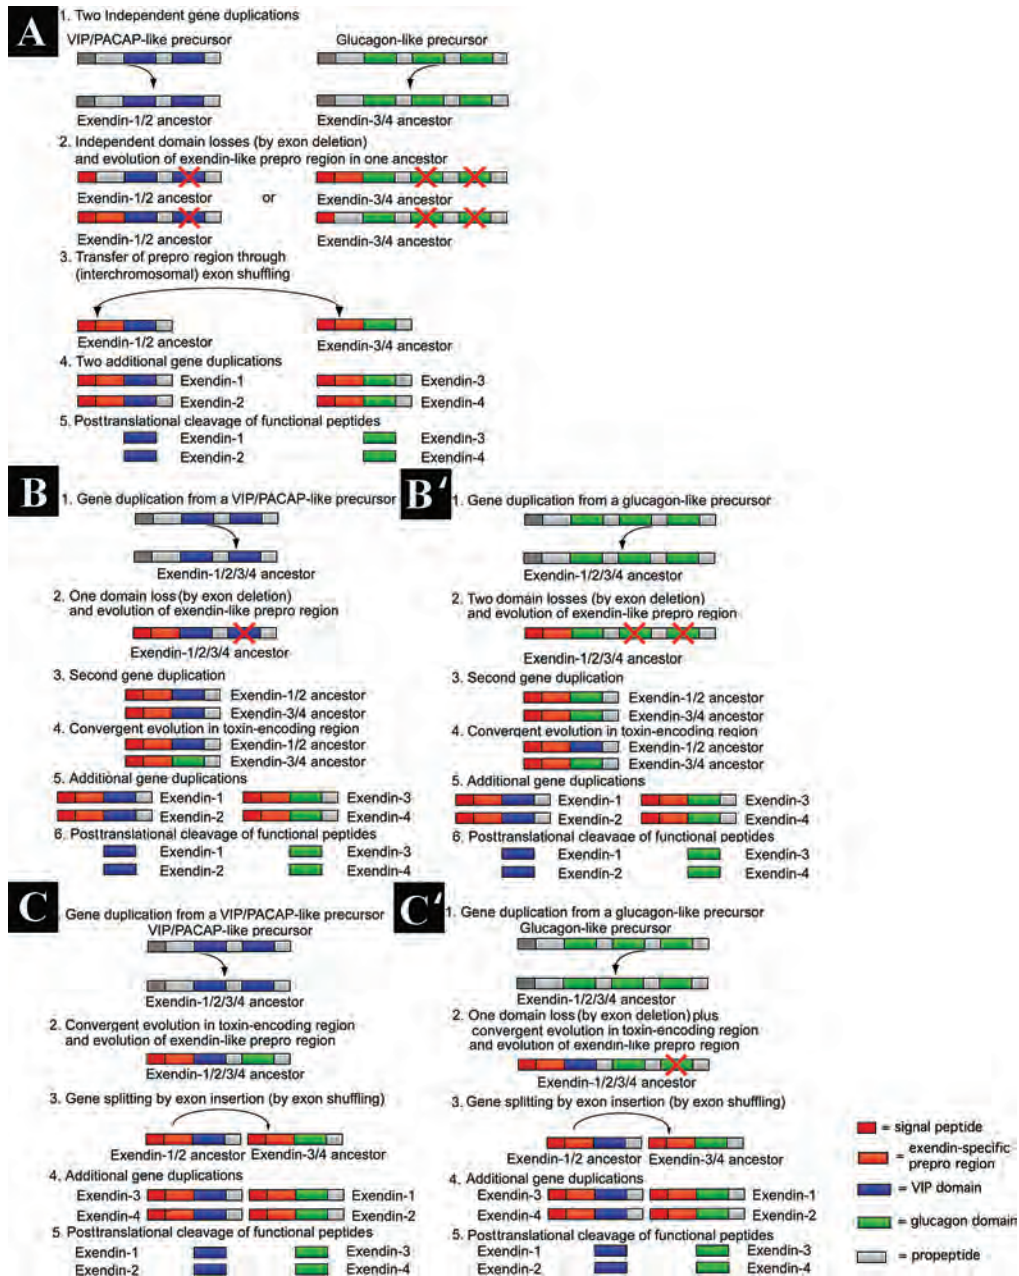 A
1. Two Independent gene duplications
VIP/PACAP-like precursor
Glucagon-like precursor
Exendin-1/2 ancestor
Exendin-3/4 ancestor
2. Independent domain losses (by exon deletion)
and evolution of exendin-like prepro region in one ancestor
Exendin-1/2 ancestor
or
Exendin-3/4 ancestor
Exendin-1/2 ancestor
Exendin-3/4 ancestor
3. Transfer of prepro region through
(interchromosomal) exon shuffling
Exendin-1/2 ancestor
Exendin-3/4 ancestor
4. Two additional gene duplications
Exendin-1
Exendin-3
Exendin-2
Exendin-4
5. Posttranslational cleavage of functional peptides
Exendin-1
Exendin-3
Exendin-2
Exendin-4
B
1. Gene duplication from a VIP/PACAP-like precursor
Exendin-1/2/3/4 ancestor
2. One domain loss (by exon deletion)
and evolution of exendin-like prepro region
Exendin-1/2/3/4 ancestor
3. Second gene duplication
Exendin-1/2 ancestor
Exendin-3/4 ancestor
4. Convergent evolution in toxin-encoding region
Exendin-1/2 ancestor
Exendin-3/4 ancestor
5. Additional gene duplications
Exendin-1
Exendin-3
Exendin-2
Exendin-4
6. Posttranslational cleavage of functional peptides
Exendin-1
Exendin-3
Exendin-2
Exendin-4
B'
1. Gene duplication from a glucagon-like precursor
Exendin-1/2/3/4 ancestor
2. Two domain losses (by exon deletion)
and evolution of exendin-like prepro region
Exendin-1/2/3/4 ancestor
3. Second gene duplication
Exendin-1/2 ancestor
Exendin-3/4 ancestor
4. Convergent evolution in toxin-encoding region
Exendin-1/2 ancestor
Exendin-3/4 ancestor
5. Additional gene duplications
Exendin-1
Exendin-3
Exendin-2
Exendin-4
6. Posttranslational cleavage of functional peptides
Exendin-1
Exendin-3
Exendin-2
Exendin-4
C
Gene duplication from a VIP/PACAP-like precursor
VIP/PACAP-like precursor
Exendin-1/2/3/4 ancestor
2. Convergent evolution in toxin-encoding region
and evolution of exendin-like prepro region
Exendin-1/2/3/4 ancestor
3. Gene splitting by exon insertion (by exon shuffling)
Exendin-1/2 ancestor
Exendin-3/4 ancestor
4. Additional gene duplications
Exendin-3
Exendin-1
Exendin-4
Exendin-2
5. Posttranslational cleavage of functional peptides
Exendin-1
Exendin-3
Exendin-2
Exendin-4
C'
1. Gene duplication from a glucagon-like precursor
Glucagon-like precursor
Exendin-1/2/3/4 ancestor
2. One domain loss (by exon deletion) plus
convergent evolution in toxin-encoding region
and evolution of exendin-like prepro region
Exendin-1/2/3/4 ancestor
3. Gene splitting by exon insertion (by exon shuffling)
Exendin-1/2 ancestor
Exendin-3/4 ancestor
4. Additional gene duplications
Exendin-3
Exendin-1
Exendin-4
Exendin-2
5. Posttranslational cleavage of functional peptides
Exendin-1
Exendin-3
Exendin-2
Exendin-4
= signal peptide
= exendin-specific
prepro region
= VIP domain
= glucagon domain
= propeptide